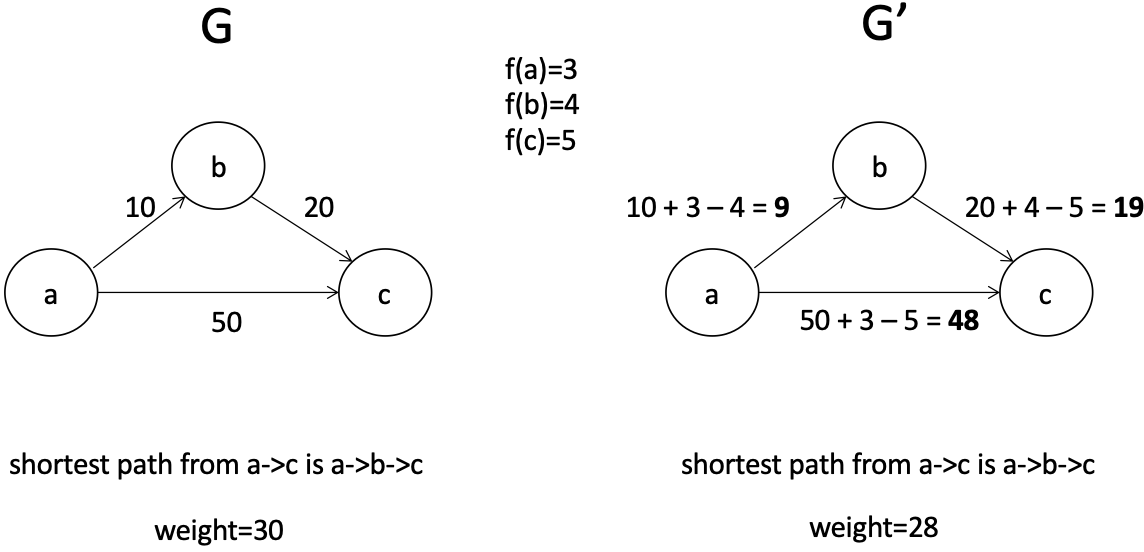 G
G’
f(a)=3
f(b)=4
f(c)=5
b
10
20
a
c
50
b
10 + 3 – 4 = 9
20 + 4 – 5 = 19
a
c
50 + 3 – 5 = 48
shortest path from a->c is a->b->c
weight=30
shortest path from a->c is a->b->c
weight=28